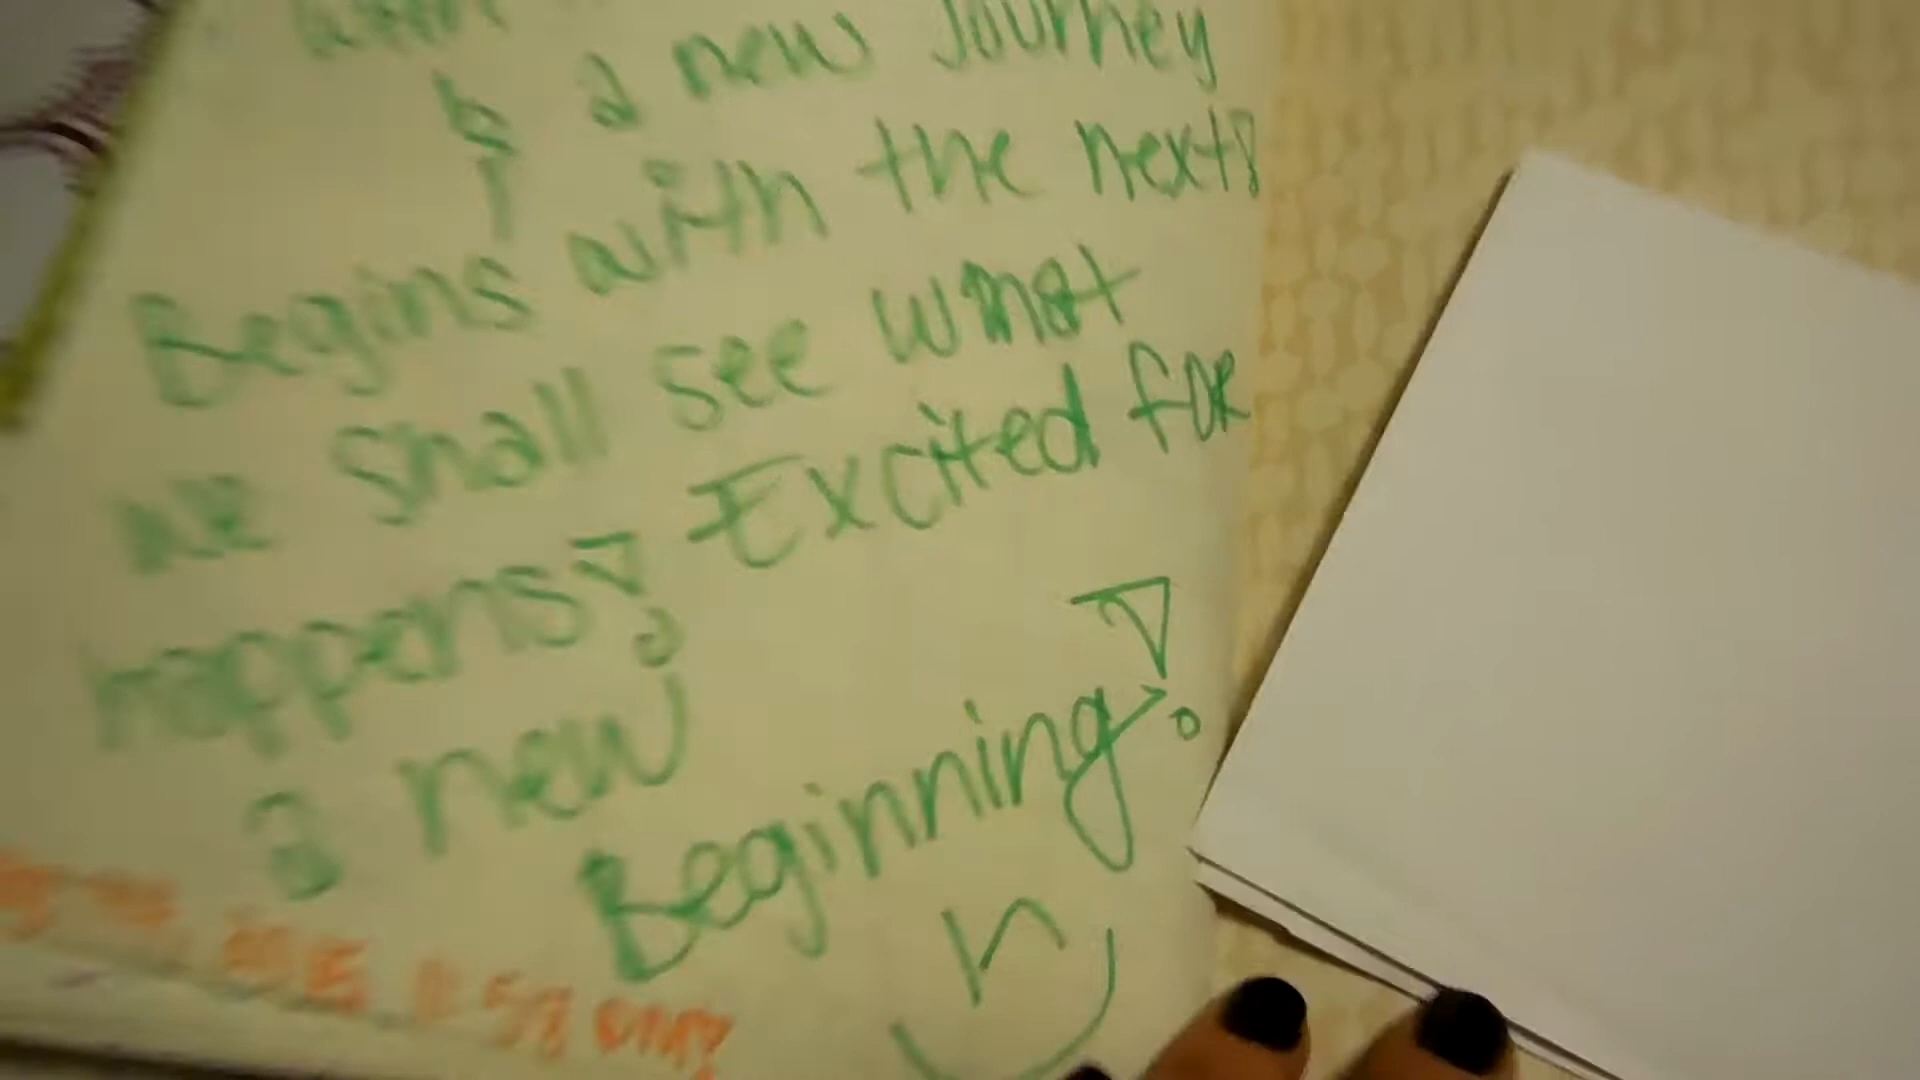 & a new Journey
Begins with the next!
we shall see what
happens! Excited for
a new
Beginning!